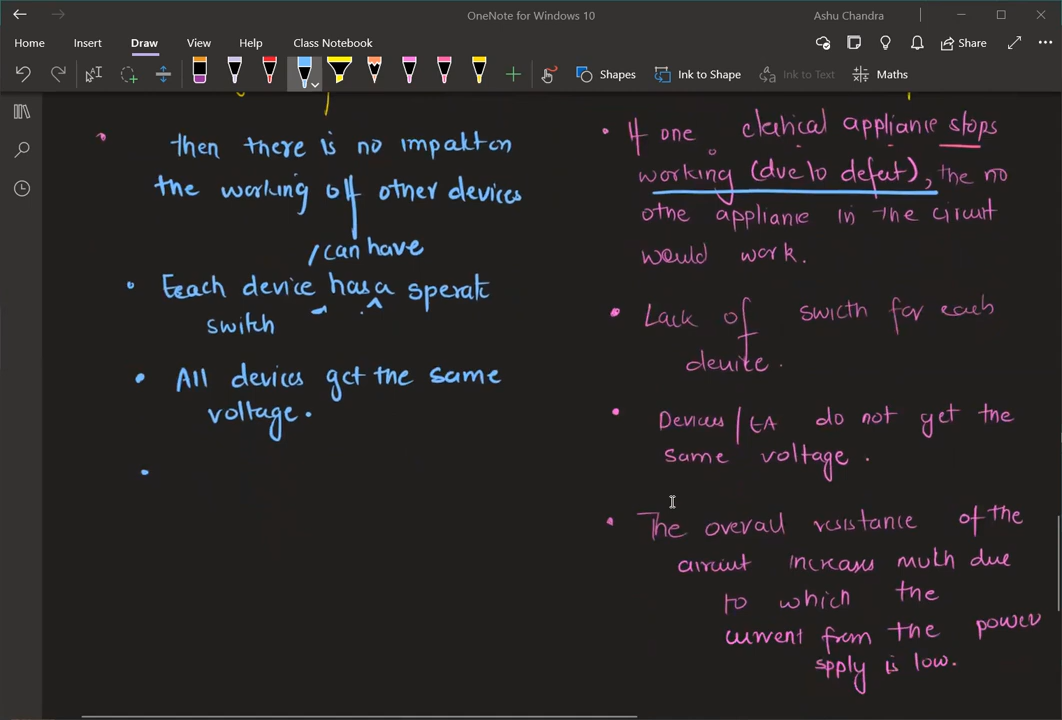 OneNote for Windows 10
Ashu Chandra
Home Insert Draw View Help Class Notebook
Share
Shapes Ink to Shape Ink to Text Maths
then there is no impakt on
the working off other devices
/can have
Eeach device has a sperate
switch
All devices get the same
voltage.
If one eletrical appliance stops
working (due to defect), the no
othe appliance in the circuit
would work.
Lack of swicth for each
device.
Devices/EA do not get the
same voltage.
The overall resistance of the
circuit increases much due
to which the
current from the power
spply is low.